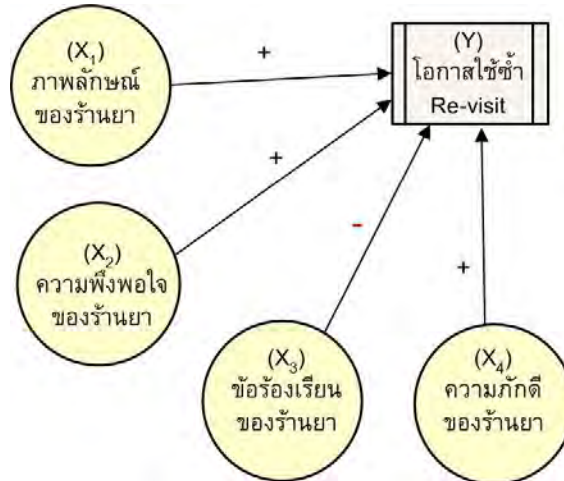 (X₁)
ภาพลักษณ์
ของร้านยา
+
(Y)
โอกาสใช้ซ้ำ
Re-visit
+
(X₂)
ความพึงพอใจ
ของร้านยา
-
+
(X₃)
ข้อร้องเรียน
ของร้านยา
(X₄)
ความภักดี
ของร้านยา